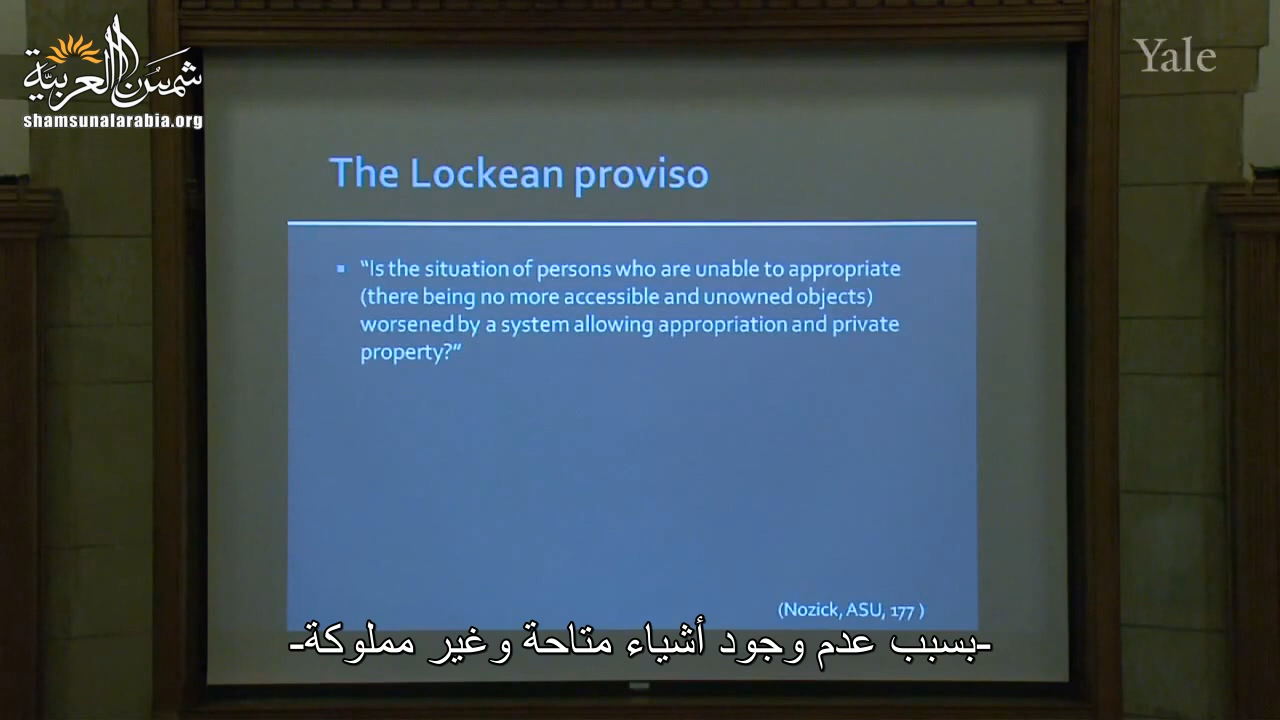 شمس العربية
shamsunalarabia.org
Yale
The Lockean proviso
▪ “Is the situation of persons who are unable to appropriate
(there being no more accessible and unowned objects)
worsened by a system allowing appropriation and private
property?”
(Nozick, ASU, 177 )
-بسبب عدم وجود أشياء متاحة وغير مملوكة-